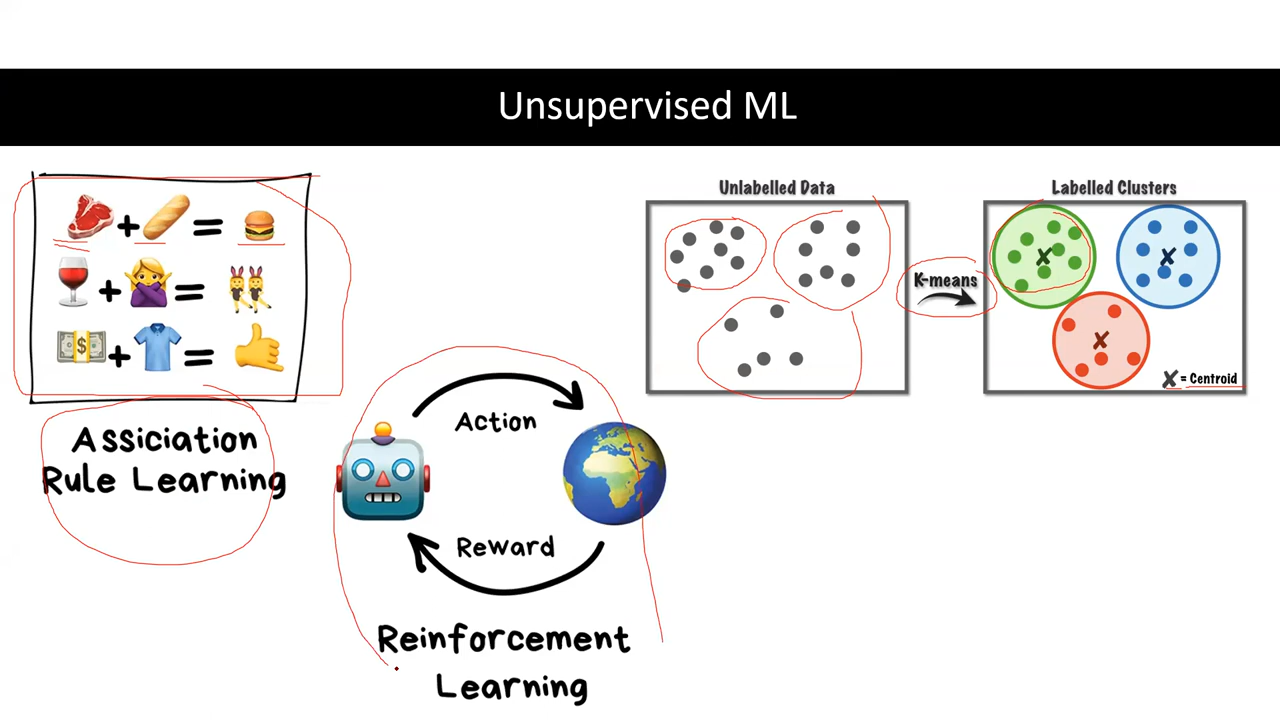 Unsupervised ML
Assiciation
Rule Learning
Action
Reward
Reinforcement
Learning
Unlabelled Data
K-means
Labelled Clusters
✘ = Centroid